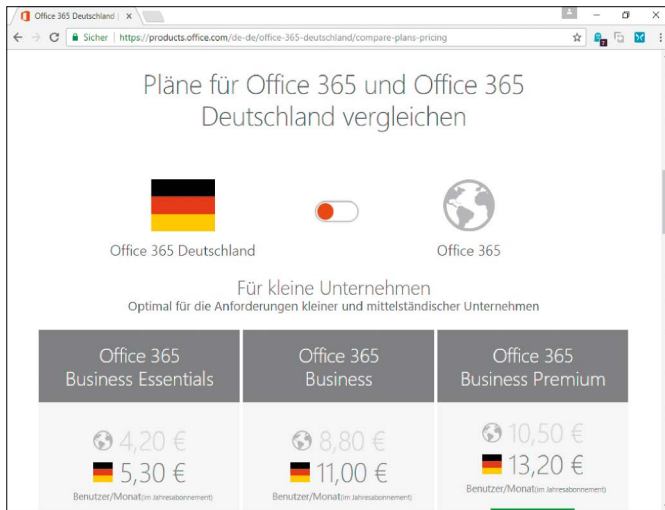 Office 365 Deutschland |
Sicher | https://products.office.com/de-de/office-365-deutschland/compare-plans-pricing
7
Pläne für Office 365 und Office 365
Deutschland vergleichen
Office 365 Deutschland
Office 365
Für kleine Unternehmen
Optimal für die Anforderungen kleiner und mittelständischer Unternehmen
Office 365
Business Essentials
4,20 €
5,30 €
Benutzer/Monat(im Jahresabonnement)
Office 365
Business
8,80 €
11,00 €
Benutzer/Monat(im Jahresabonnement)
Office 365
Business Premium
10,50 €
13,20 €
Benutzer/Monat(im Jahresabonnement)